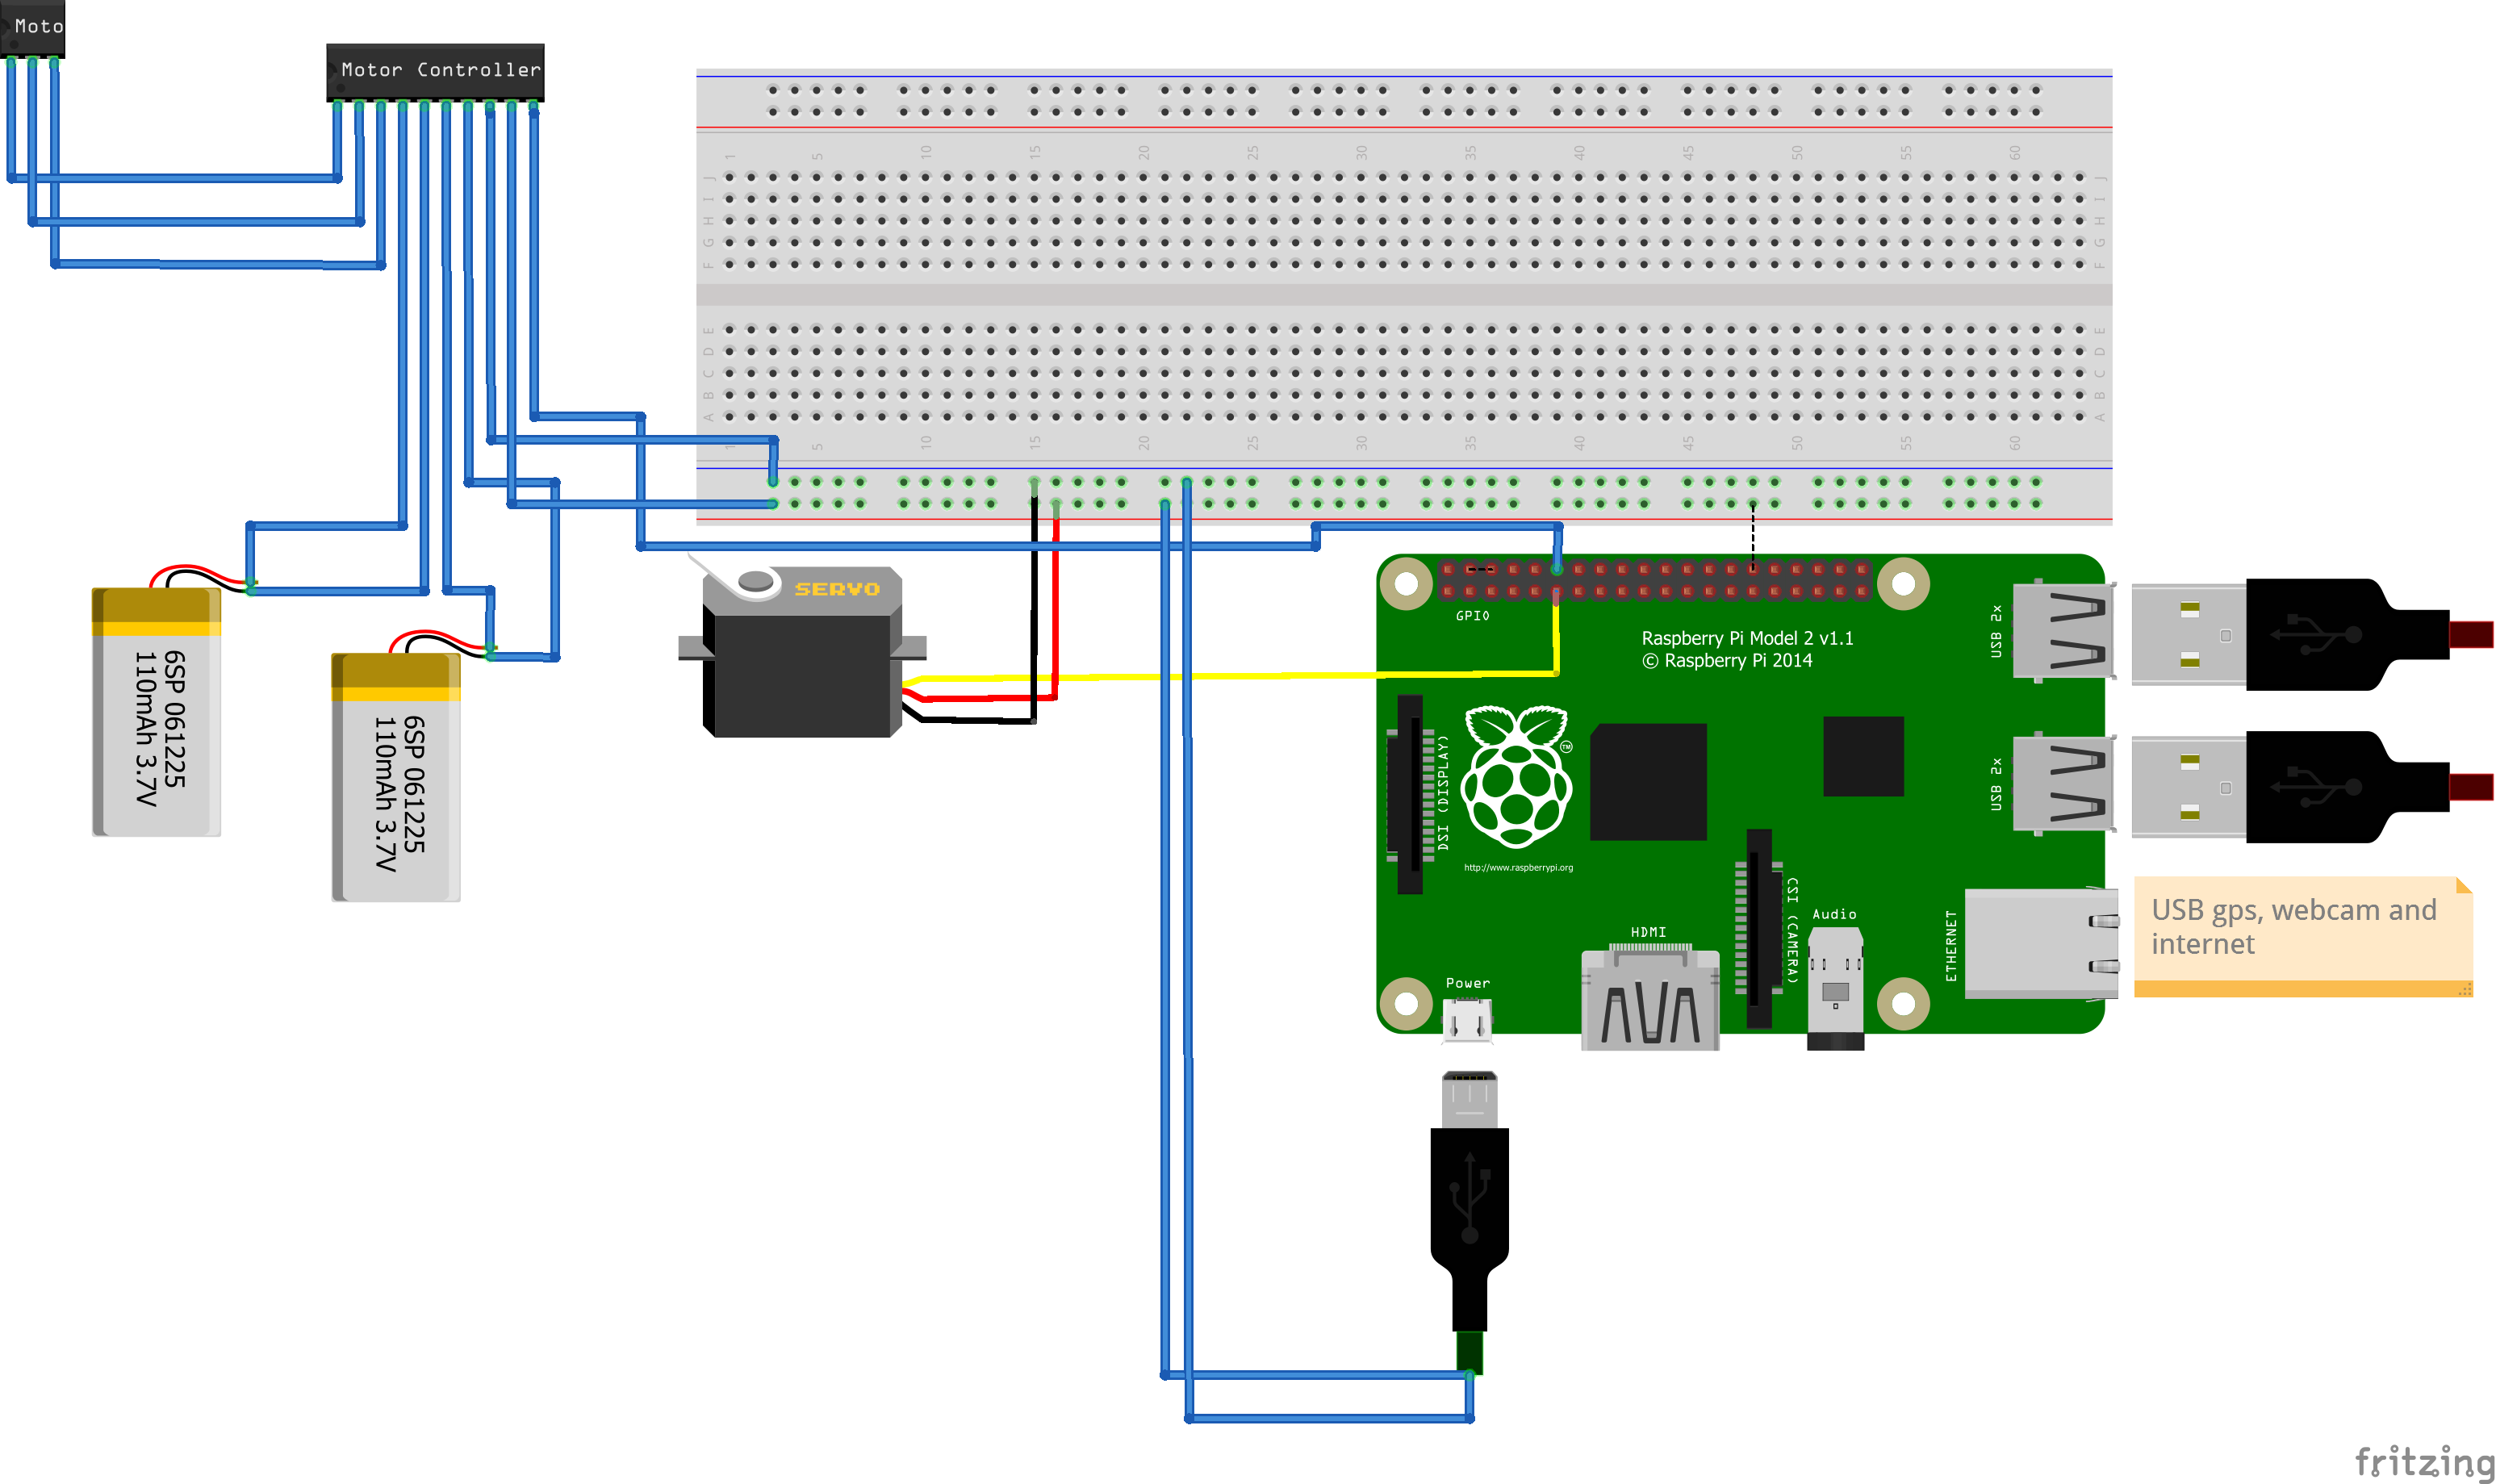 Moto
Motor Controller
1 5 10 15 20 25 30 35 40 45 50 55 60
J J
I I
H H
G G
F F
E E
D D
C C
B B
A A
1 5 10 15 20 25 30 35 40 45 50 55 60
SERVO
6SP 061225
110mAh 3.7V
6SP 061225
110mAh 3.7V
GPIO
Raspberry Pi Model 2 v1.1
© Raspberry Pi 2014
USB 2x
USB 2x
DSI (DISPLAY)
TM
http://www.raspberrypi.org
CSI (CAMERA)
Audio
HDMI
ETHERNET
Power
USB gps, webcam and
internet
fritzing